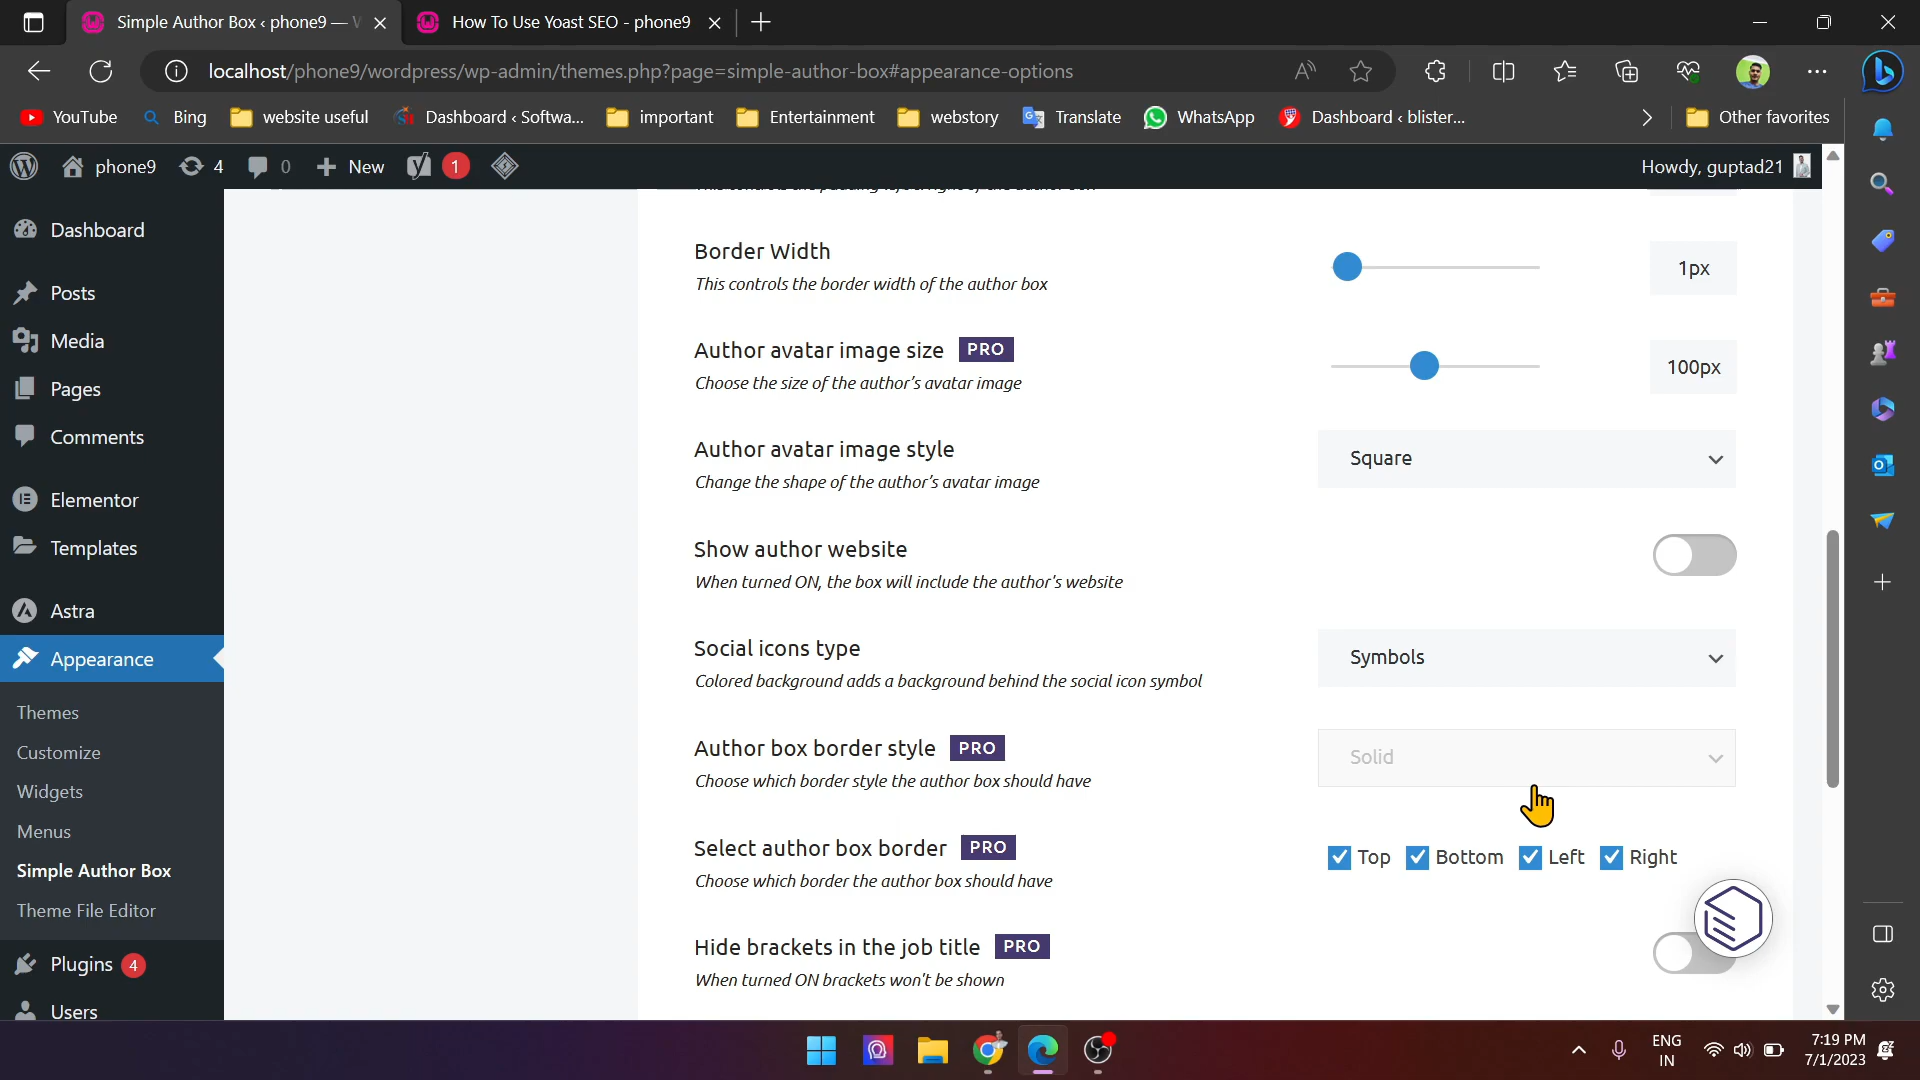 Simple Author Box ‹ phone9 — W
How To Use Yoast SEO - phone9
localhost/phone9/wordpress/wp-admin/themes.php?page=simple-author-box#appearance-options
YouTube
Bing
website useful
Dashboard ‹ Softwa...
important
Entertainment
webstory
Translate
WhatsApp
Dashboard ‹ blister...
Other favorites
phone9
4
0
New
1
Howdy, guptad21
Dashboard
Posts
Media
Pages
Comments
Elementor
Templates
Astra
Appearance
Themes
Customize
Widgets
Menus
Simple Author Box
Theme File Editor
Plugins 4
Users
Border Width
This controls the border width of the author box
1px
Author avatar image size PRO
Choose the size of the author's avatar image
100px
Author avatar image style
Change the shape of the author's avatar image
Square
Show author website
When turned ON, the box will include the author's website
Social icons type
Colored background adds a background behind the social icon symbol
Symbols
Author box border style PRO
Choose which border style the author box should have
Solid
Select author box border PRO
Choose which border the author box should have
Top Bottom Left Right
Hide brackets in the job title PRO
When turned ON brackets won't be shown
ENG
IN
7:19 PM
7/1/2023